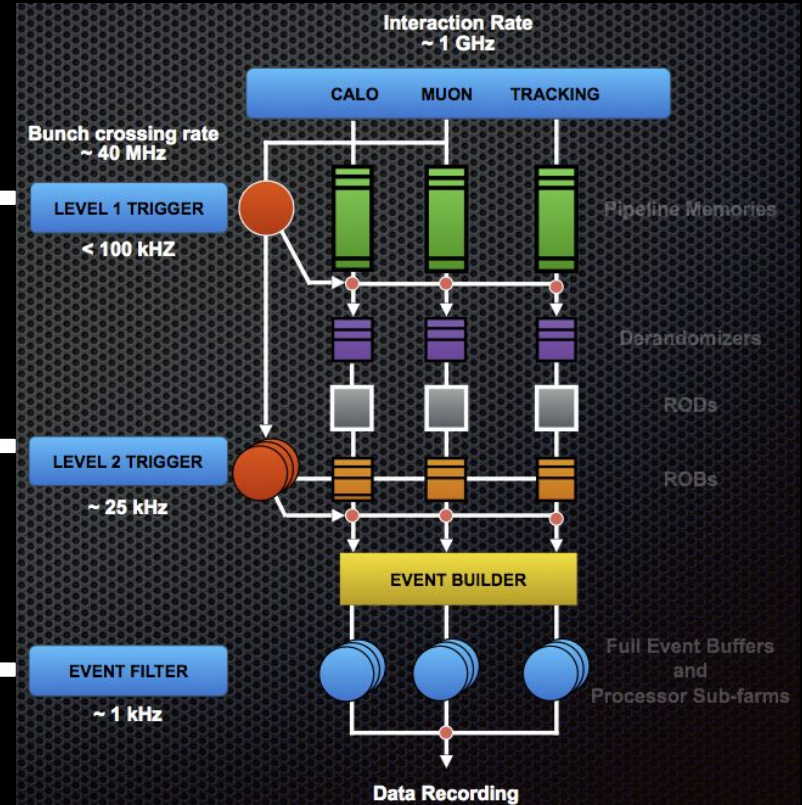 Interaction Rate
~ 1 GHz
CALO MUON TRACKING
Bunch crossing rate
~ 40 MHz
LEVEL 1 TRIGGER
< 100 kHZ
Pipeline Memories
Derandomizers
RODs
LEVEL 2 TRIGGER
~ 25 kHz
ROBs
EVENT BUILDER
EVENT FILTER
~ 1 kHz
Full Event Buffers
and
Processor Sub-farms
Data Recording